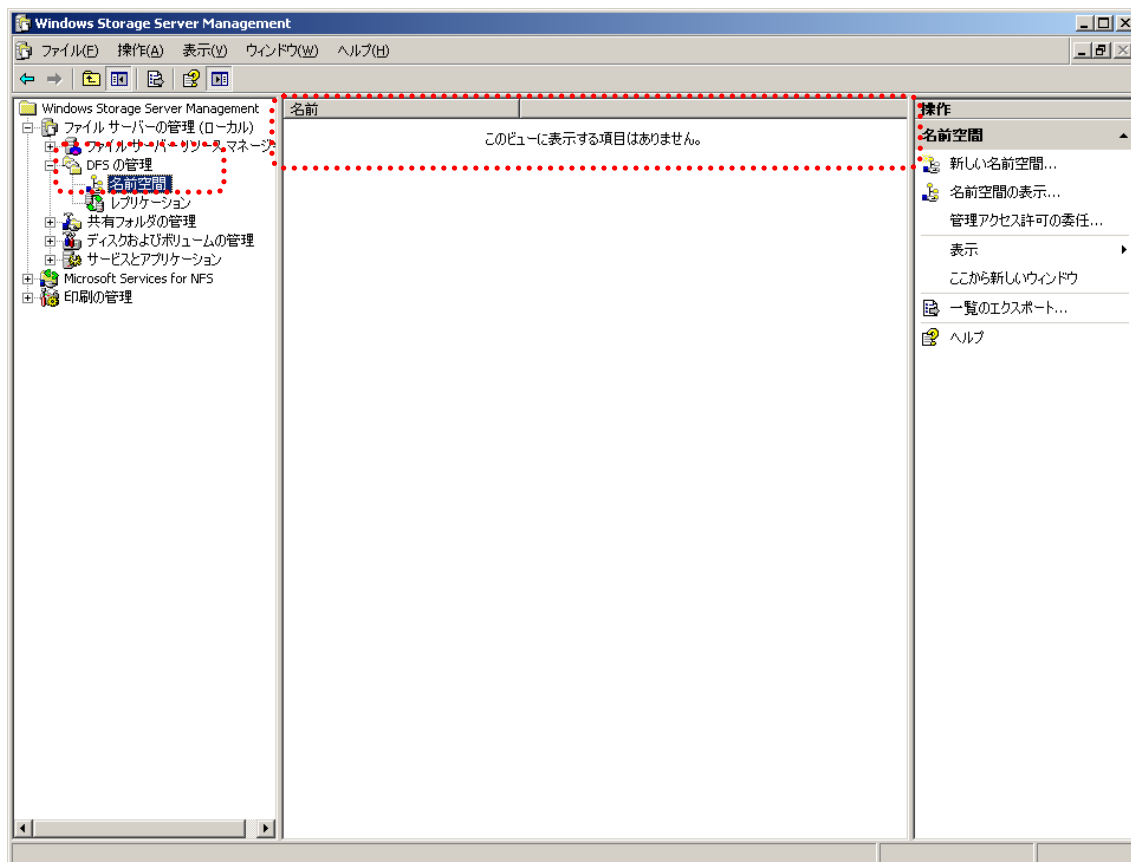 Windows Storage Server Management
ファイル(F) 操作(A) 表示(V) ウィンドウ(W) ヘルプ(H)
Windows Storage Server Management
ファイル サーバーの管理 (ローカル)
ファイル サーバー リソース マネージ
DFS の管理
名前空間
レプリケーション
共有フォルダの管理
ディスクおよびボリュームの管理
サービスとアプリケーション
Microsoft Services for NFS
印刷の管理
名前
このビューに表示する項目はありません。
操作
名前空間
新しい名前空間...
名前空間の表示...
管理アクセス許可の委任...
表示
ここから新しいウィンドウ
一覧のエクスポート...
ヘルプ